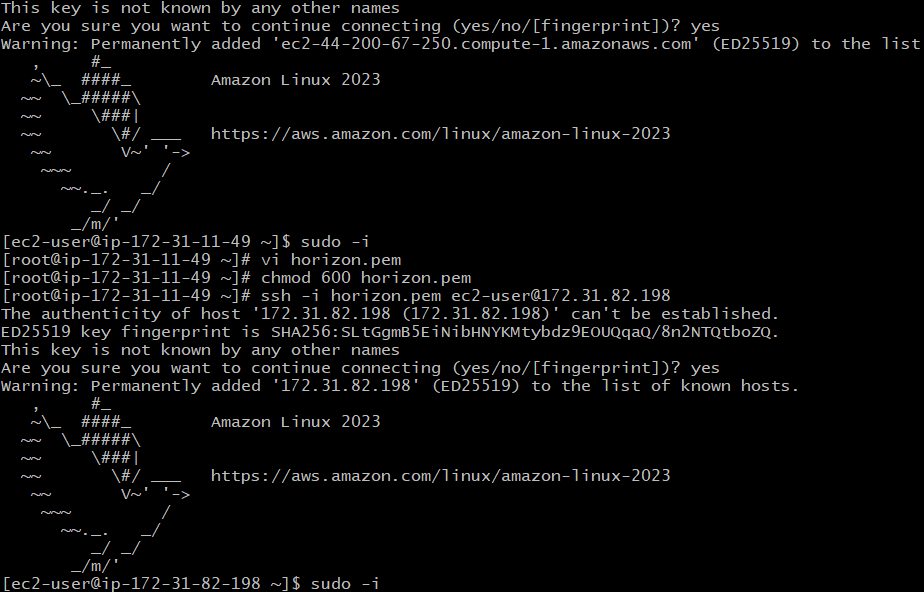 This key is not known by any other names
Are you sure you want to continue connecting (yes/no/[fingerprint])? yes
Warning: Permanently added 'ec2-44-200-67-250.compute-1.amazonaws.com' (ED25519) to the list
   ,     #_
   ~\_  ####_        Amazon Linux 2023
  ~~  \_#####\
  ~~     \###|
  ~~       \#/ ___   https://aws.amazon.com/linux/amazon-linux-2023
   ~~       V~' '->
    ~~~         /
      ~~._.   _/
         _/ _/
       _/m/'
[ec2-user@ip-172-31-11-49 ~]$ sudo -i
[root@ip-172-31-11-49 ~]# vi horizon.pem
[root@ip-172-31-11-49 ~]# chmod 600 horizon.pem
[root@ip-172-31-11-49 ~]# ssh -i horizon.pem ec2-user@172.31.82.198
The authenticity of host '172.31.82.198 (172.31.82.198)' can't be established.
ED25519 key fingerprint is SHA256:SLtGgmB5EiNibHNYKMtybdz9EOUQqaQ/8n2NTQtboZQ.
This key is not known by any other names
Are you sure you want to continue connecting (yes/no/[fingerprint])? yes
Warning: Permanently added '172.31.82.198' (ED25519) to the list of known hosts.
   ,     #_
   ~\_  ####_        Amazon Linux 2023
  ~~  \_#####\
  ~~     \###|
  ~~       \#/ ___   https://aws.amazon.com/linux/amazon-linux-2023
   ~~       V~' '->
    ~~~         /
      ~~._.   _/
         _/ _/
       _/m/'
[ec2-user@ip-172-31-82-198 ~]$ sudo -i